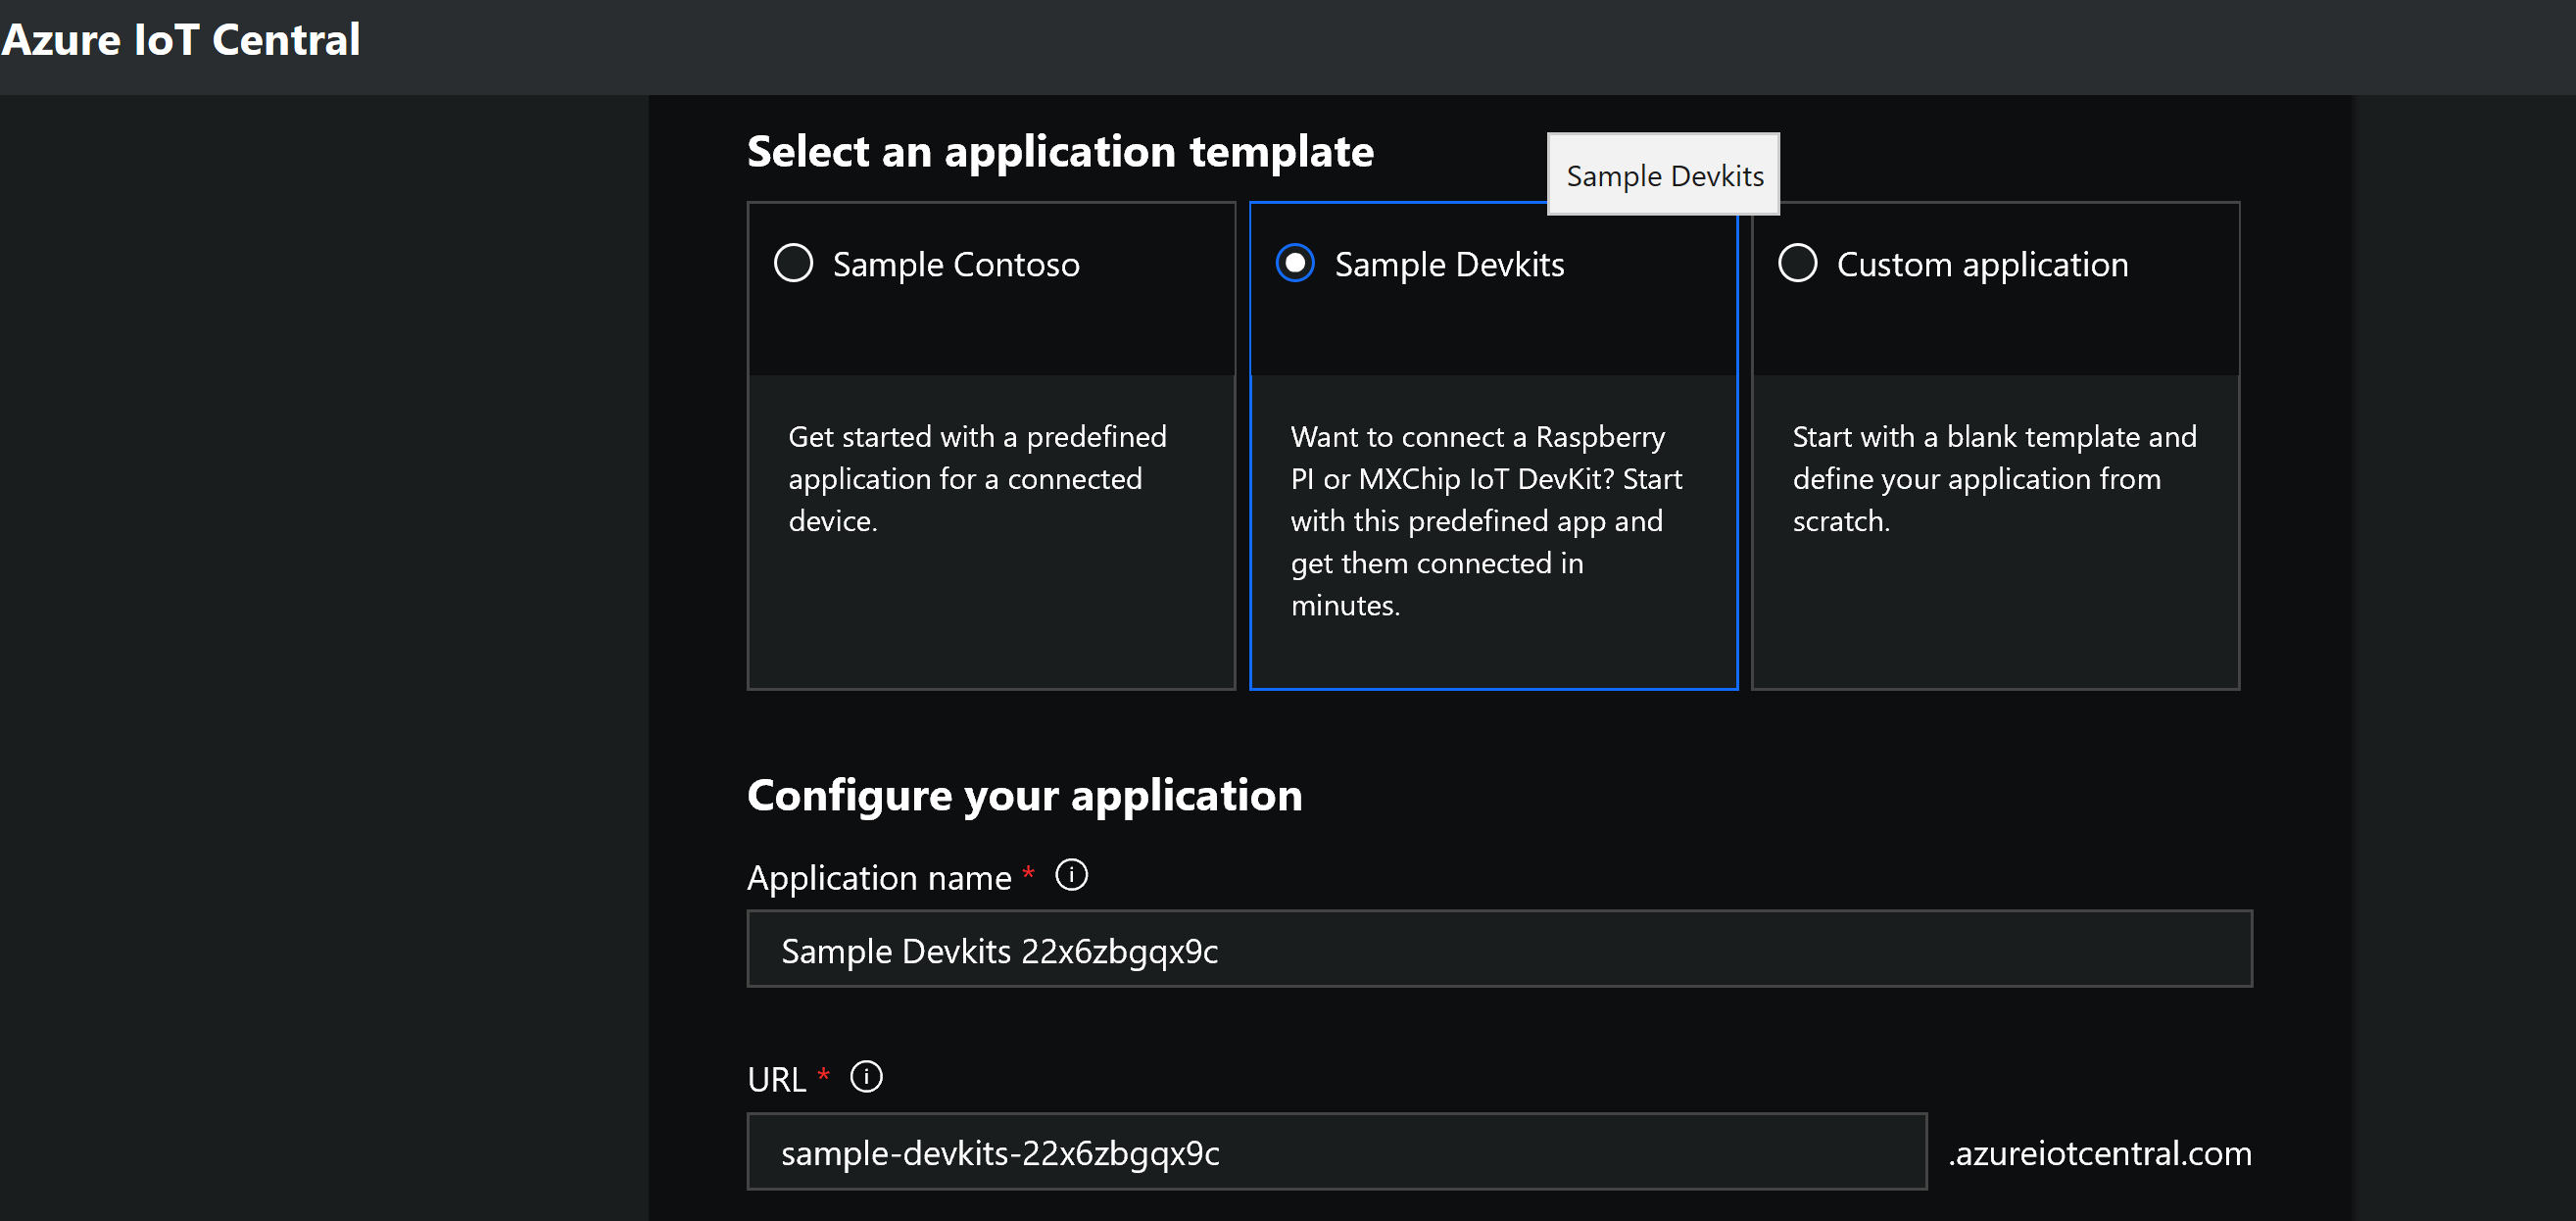 Azure IoT Central
Select an application template
Sample Devkits
Sample Contoso
Get started with a predefined
application for a connected
device.
Sample Devkits
Want to connect a Raspberry
PI or MXChip IoT DevKit? Start
with this predefined app and
get them connected in
minutes.
Custom application
Start with a blank template and
define your application from
scratch.
Configure your application
Application name *
Sample Devkits 22x6zbgqx9c
URL *
sample-devkits-22x6zbgqx9c .azureiotcentral.com